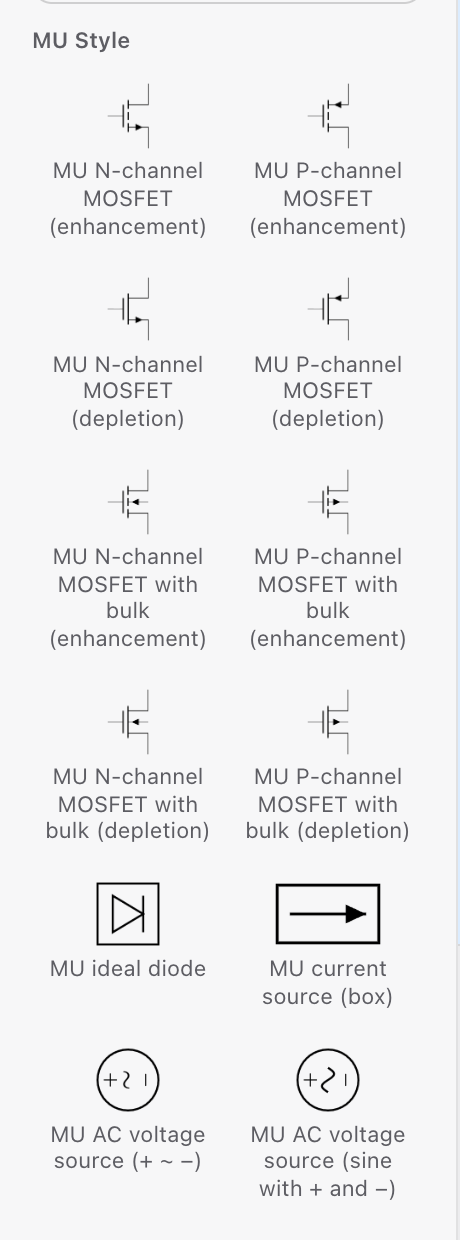 MU Style
MU N-channel
MOSFET
(enhancement)
MU P-channel
MOSFET
(enhancement)
MU N-channel
MOSFET
(depletion)
MU P-channel
MOSFET
(depletion)
MU N-channel
MOSFET with
bulk
(enhancement)
MU P-channel
MOSFET with
bulk
(enhancement)
MU N-channel
MOSFET with
bulk (depletion)
MU P-channel
MOSFET with
bulk (depletion)
MU ideal diode
MU current
source (box)
MU AC voltage
source (+ ~ −)
MU AC voltage
source (sine
with + and −)